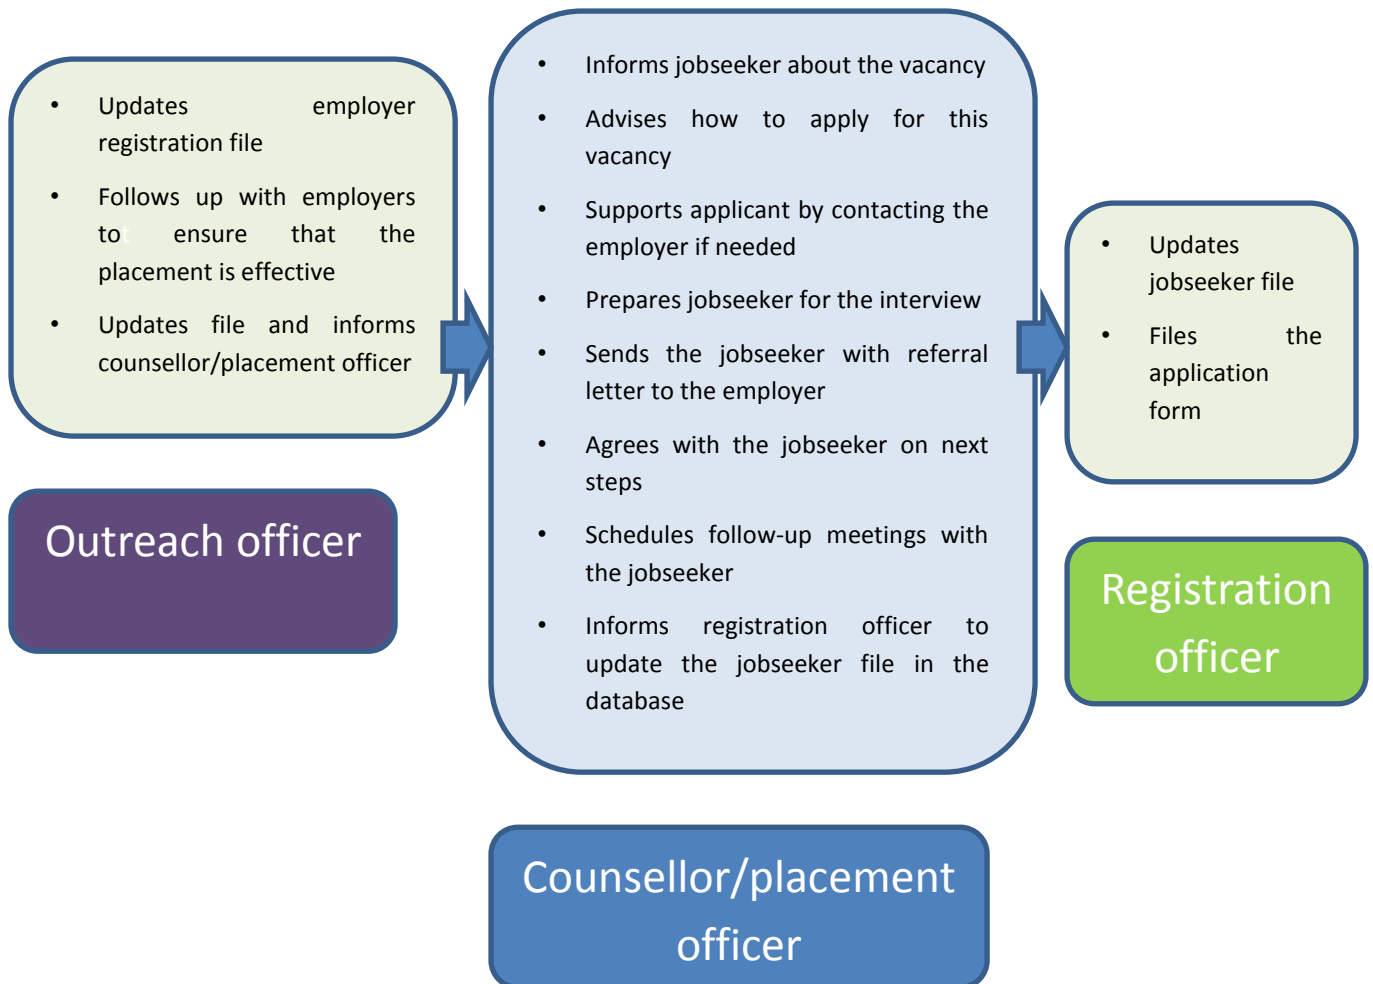 • Updates employer
registration file
• Follows up with employers
tot ensure that the
placement is effective
• Updates file and informs
counsellor/placement officer
Outreach officer
• Informs jobseeker about the vacancy
• Advises how to apply for this
vacancy
• Supports applicant by contacting the
employer if needed
• Prepares jobseeker for the interview
• Sends the jobseeker with referral
letter to the employer
• Agrees with the jobseeker on next
steps
• Schedules follow-up meetings with
the jobseeker
• Informs registration officer to
update the jobseeker file in the
database
Counsellor/placement
officer
• Updates
jobseeker file
• Files the
application
form
Registration
officer